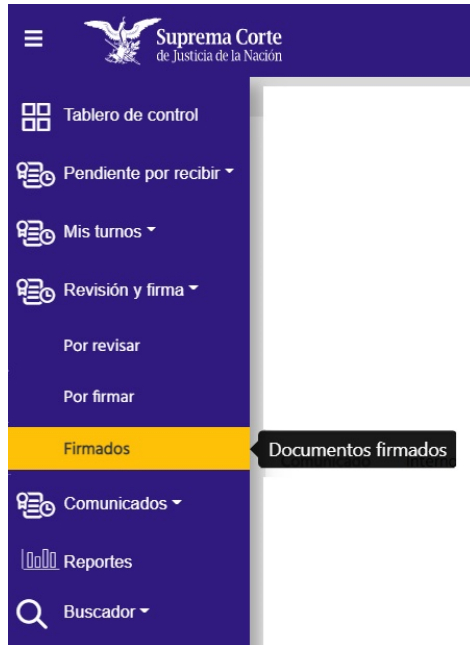 Suprema Corte
de Justicia de la Nación
Tablero de control
Pendiente por recibir
Mis turnos
Revisión y firma
Por revisar
Por firmar
Firmados
Documentos firmados
Comunicados
Reportes
Buscador